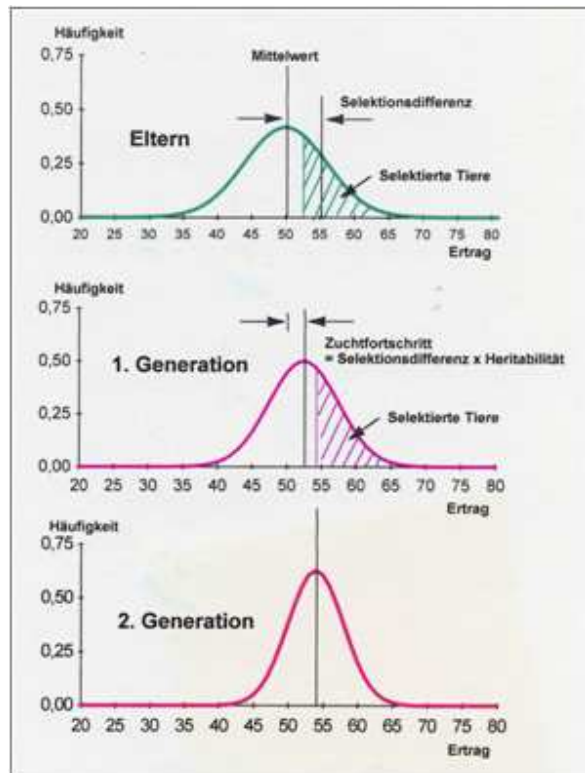 Häufigkeit
0,75
Mittelwert
0,50
Selektionsdifferenz
Eltern
0,25
Selektierte Tiere
0,00
20 25 30 35 40 45 50 55 60 65 70 75 80
Ertrag
Häufigkeit
0,75
Zuchtfortschritt
= Selektionsdifferenz x Heritabilität
0,50
1. Generation
0,25
Selektierte Tiere
0,00
20 25 30 35 40 45 50 55 60 65 70 75 80
Ertrag
Häufigkeit
0,75
0,50
2. Generation
0,25
0,00
20 25 30 35 40 45 50 55 60 65 70 75 80
Ertrag